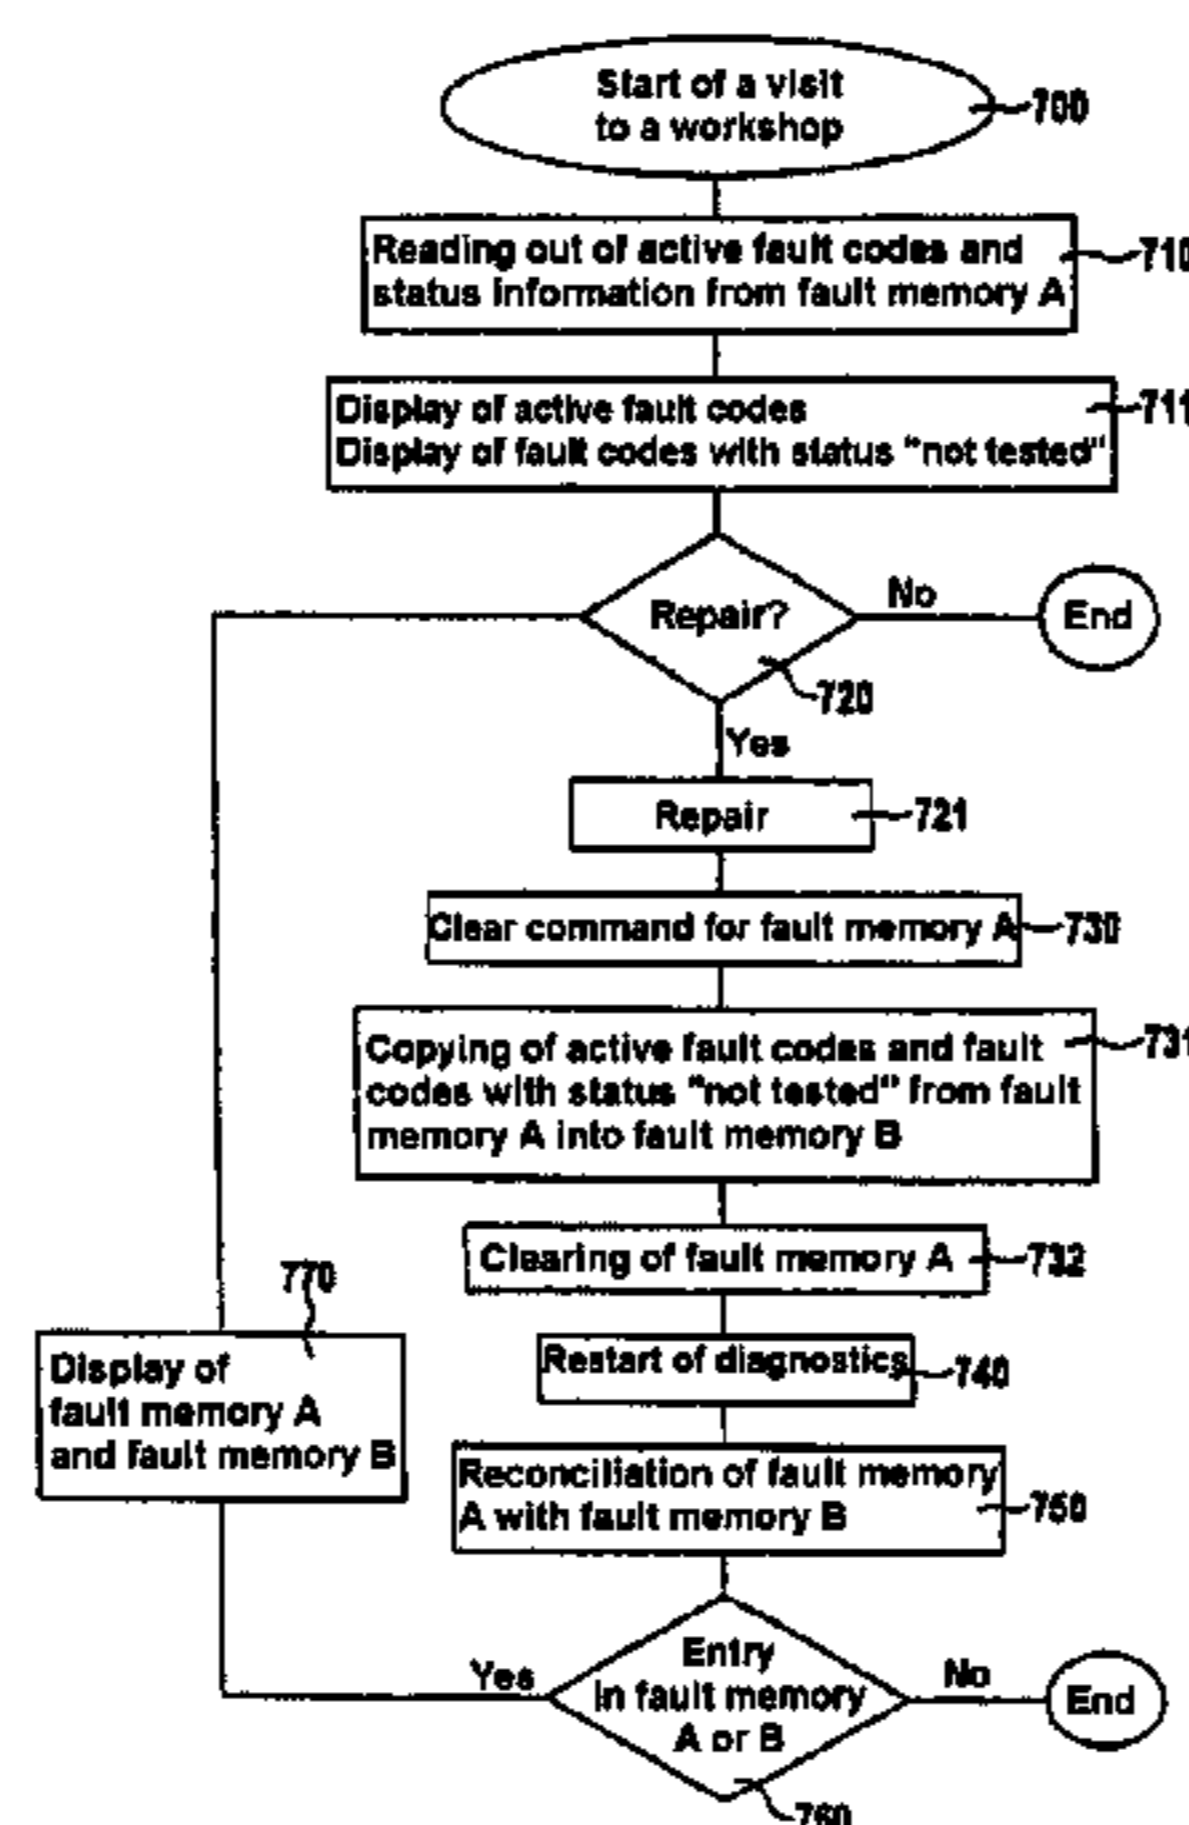 Start of a visit
to a workshop
700
Reading out of active fault codes and
status information from fault memory A
710
Display of active fault codes
Display of fault codes with status "not tested"
711
Repair?
No
End
720
Yes
Repair
721
Clear command for fault memory A
730
Copying of active fault codes and fault
codes with status "not tested" from fault
memory A into fault memory B
731
Clearing of fault memory A
732
770
Display of
fault memory A
and fault memory B
Restart of diagnostics
740
Reconciliation of fault memory
A with fault memory B
750
Entry
in fault memory
A or B
Yes
No
End
760